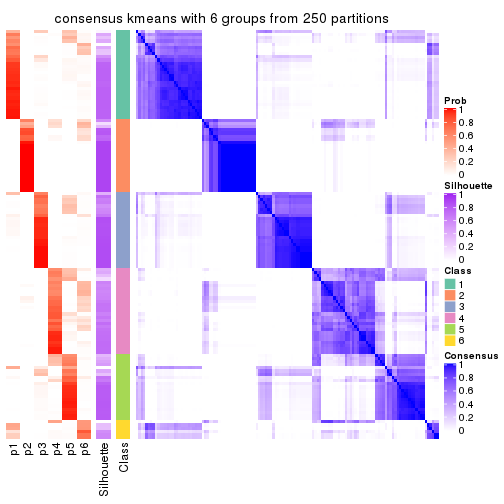 consensus kmeans with 6 groups from 250 partitions
Prob
1
0.8
0.6
0.4
0.2
0
Silhouette
1
0.8
0.6
0.4
0.2
0
Class
1
2
3
4
5
6
Consensus
1
0.8
0.6
0.4
0.2
0
p1
p2
p3
p4
p5
p6
Silhouette
Class